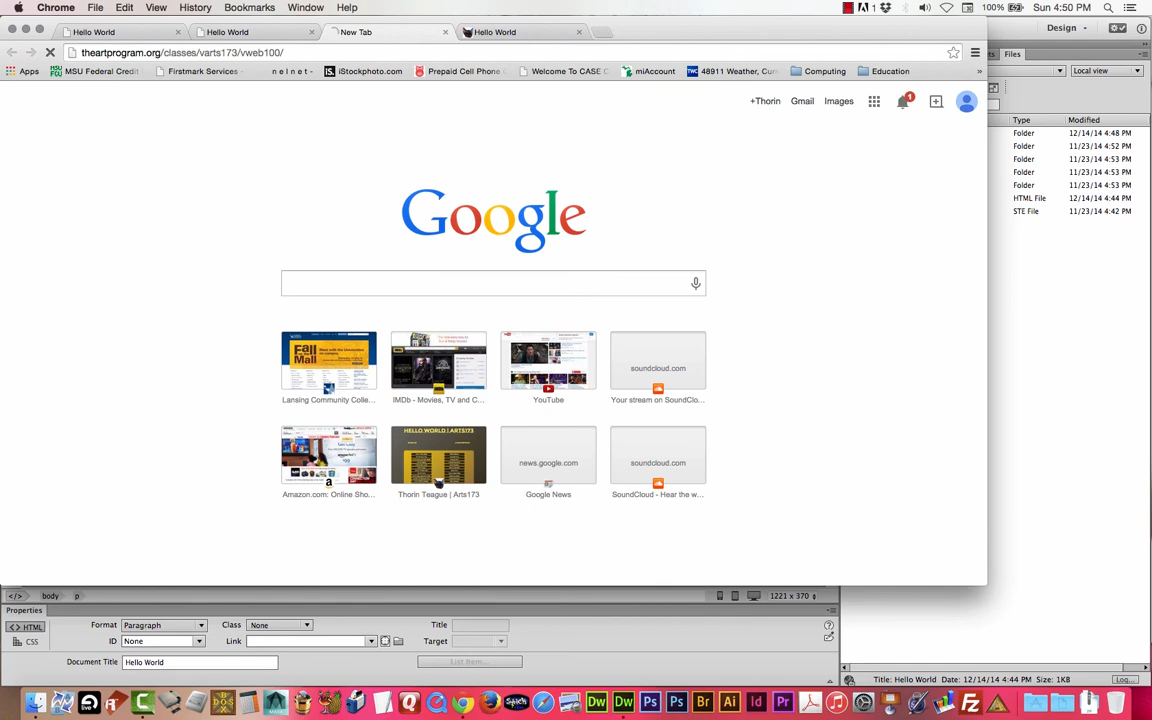 Chrome File Edit View History Bookmarks Window Help 1 100% Sun 4:50 PM
Hello World Hello World New Tab Hello World Design
theartprogram.org/classes/varts173/vweb100/ Files
Apps MSU Federal Credit Firstmark Services - n e l n e t - iStockphoto.com Prepaid Cell Phone Welcome To CASE C miAccount 48911 Weather, Curr Computing Education » Local view
+Thorin Gmail Images 1
Type Modified
Folder 12/14/14 4:48 PM
Folder 11/23/14 4:52 PM
Folder 11/23/14 4:53 PM
Folder 11/23/14 4:53 PM
Folder 11/23/14 4:53 PM
HTML File 12/14/14 4:44 PM
STE File 11/23/14 4:42 PM
Google
soundcloud.com
Lansing Community Colle... IMDb - Movies, TV and C... YouTube Your stream on SoundClo...
HELLO WORLD | ARTS173
news.google.com soundcloud.com
Amazon.com: Online Sho... Thorin Teague | Arts173 Google News SoundCloud - Hear the w...
</> body p 1221 x 370
Properties
<> HTML Format Paragraph Class None Title
CSS ID None Link Target
Document Title Hello World List Item...
Title: Hello World Date: 12/14/14 4:44 PM Size: 1KB Log...